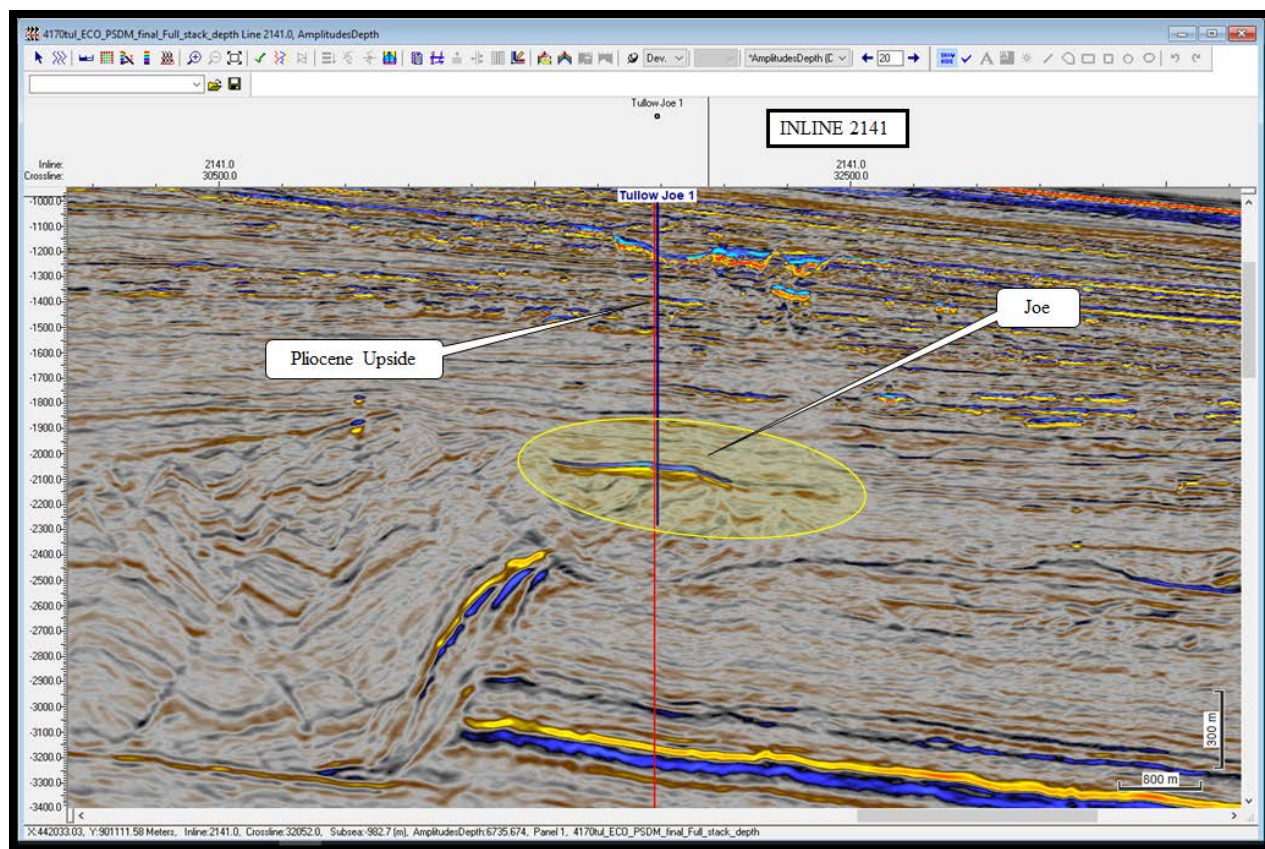 4170tul_ECO_PSDM_final_Full_stack_depth Line 2141.0, AmplitudesDepth
Dev.
*AmplitudesDepth (D
20
Tullow Joe 1
INLINE 2141
Inline: 2141.0 2141.0
Crossline: 30500.0 32500.0
Tullow Joe 1
-1000.0
-1100.0
-1200.0
-1300.0
-1400.0
Joe
-1500.0
Pliocene Upside
-1600.0
-1700.0
-1800.0
-1900.0
-2000.0
-2100.0
-2200.0
-2300.0
-2400.0
-2500.0
-2600.0
-2700.0
-2800.0
-2900.0
-3000.0
-3100.0
300 m
-3200.0
-3300.0
800 m
-3400.0
X:442033.03, Y:901111.58 Meters, Inline:2141.0, Crossline:32052.0, Subsea:-982.7 (m), AmplitudesDepth:6735.674, Panel 1, 4170tul_ECO_PSDM_final_Full_stack_depth